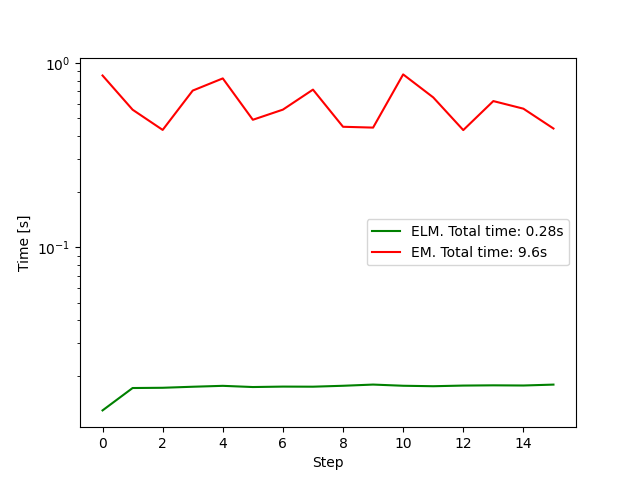 10⁰
10⁻¹
Time [s]
ELM. Total time: 0.28s
EM. Total time: 9.6s
0 2 4 6 8 10 12 14
Step